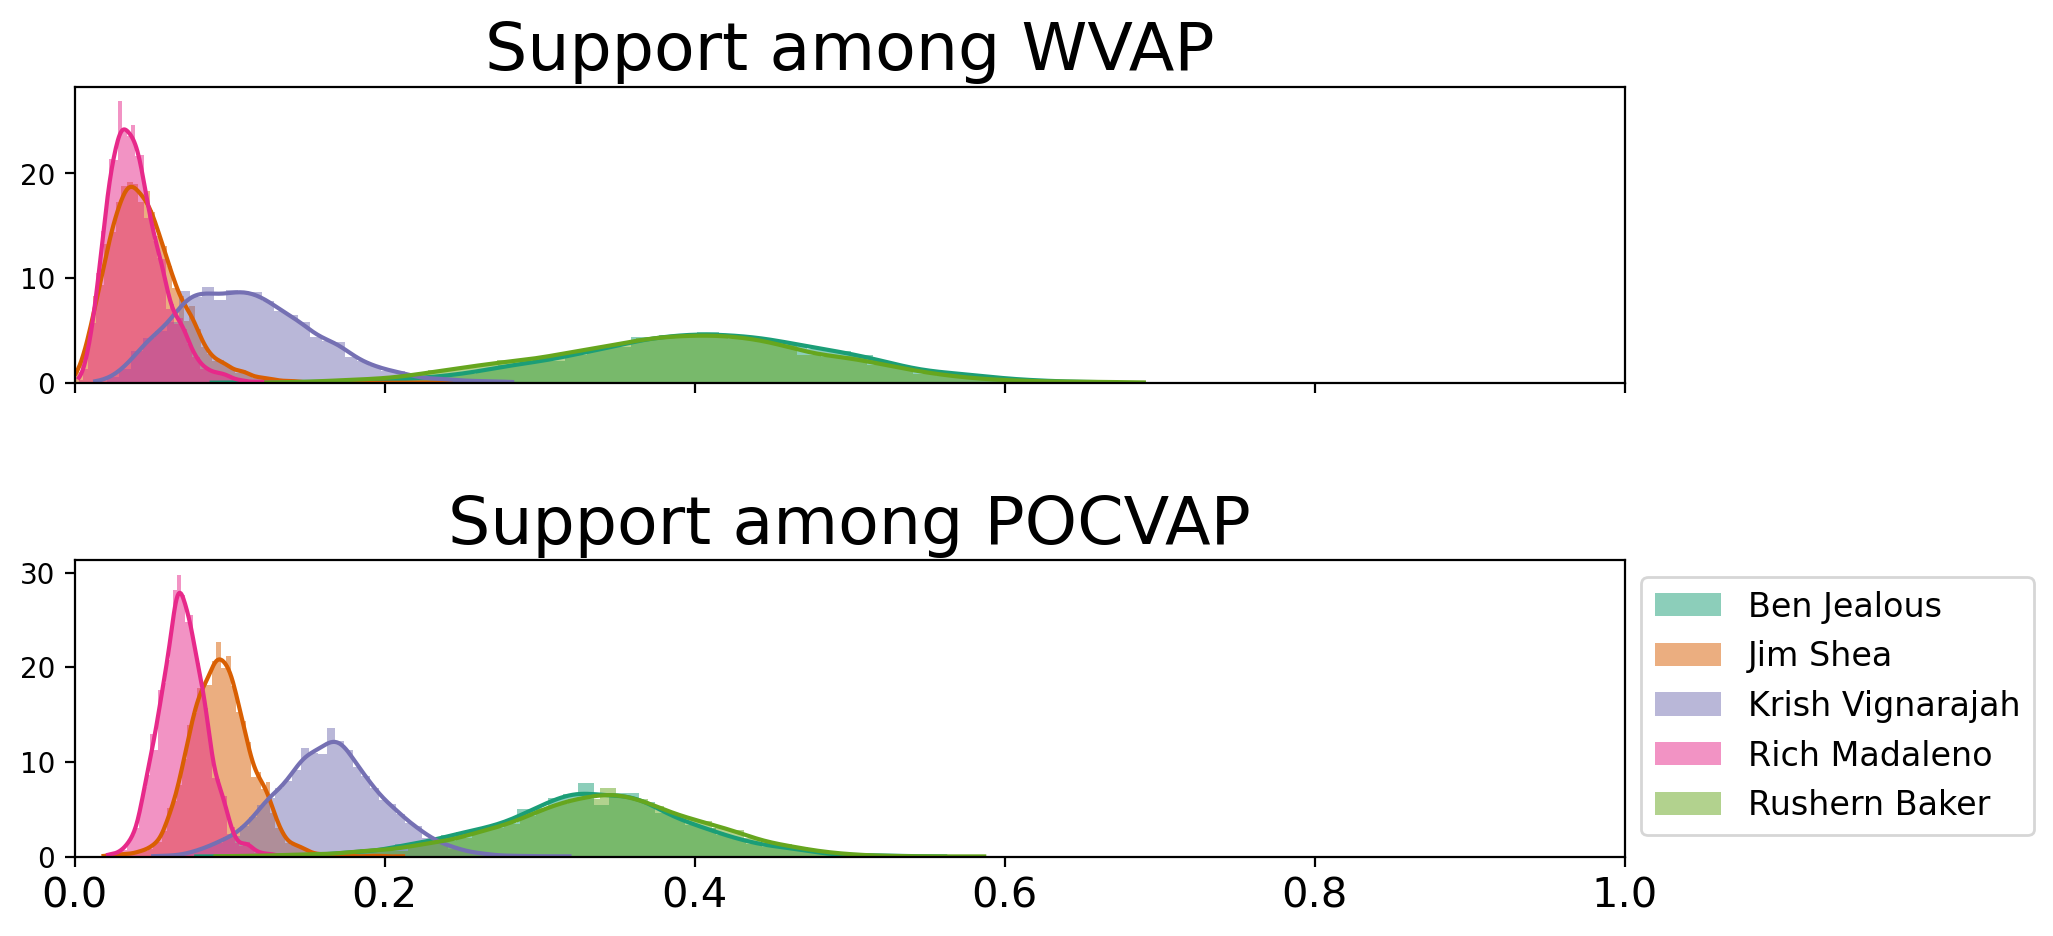 Support among WVAP
20
10
0
Support among POCVAP
30
20
10
0
0.0 0.2 0.4 0.6 0.8 1.0
Ben Jealous
Jim Shea
Krish Vignarajah
Rich Madaleno
Rushern Baker